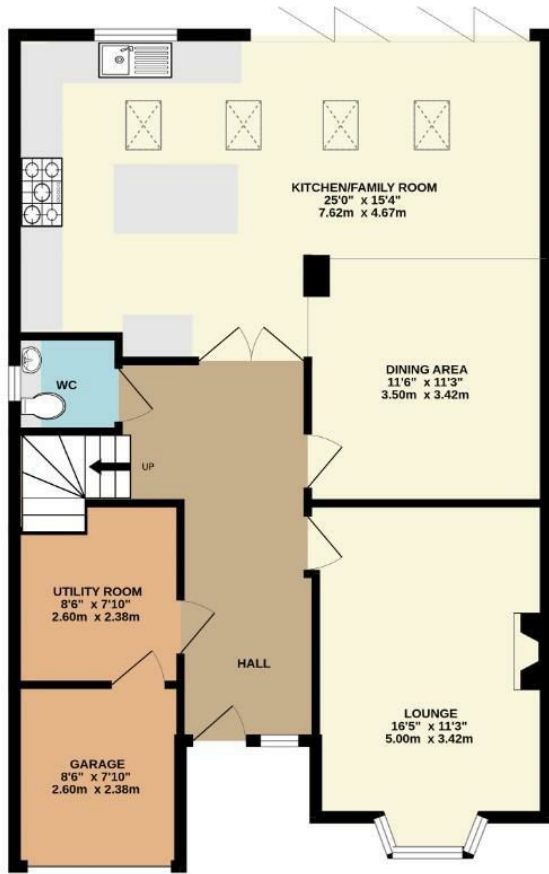 KITCHEN/FAMILY ROOM
25'0" x 15'4"
7.62m x 4.67m
DINING AREA
11'6" x 11'3"
3.50m x 3.42m
WC
UP
UTILITY ROOM
8'6" x 7'10"
2.60m x 2.38m
HALL
LOUNGE
16'5" x 11'3"
5.00m x 3.42m
GARAGE
8'6" x 7'10"
2.60m x 2.38m